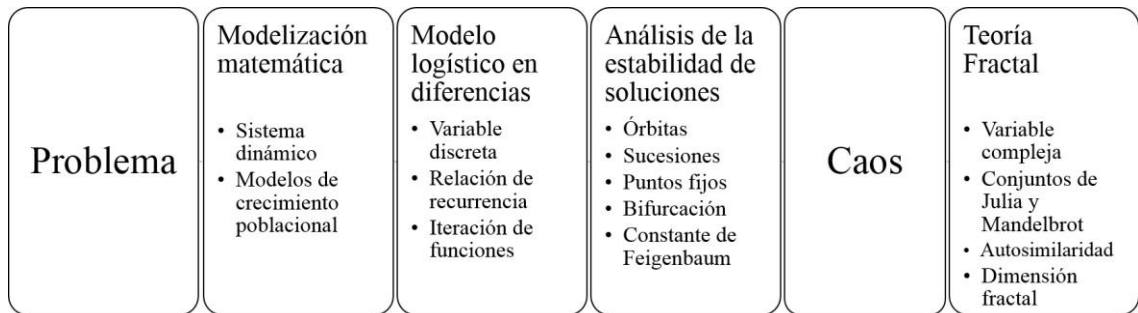 Problema
Modelización
matemática
• Sistema
dinámico
• Modelos de
crecimiento
poblacional
Modelo
logístico en
diferencias
• Variable
discreta
• Relación de
recurrencia
• Iteración de
funciones
Análisis de la
estabilidad de
soluciones
• Órbitas
• Sucesiones
• Puntos fijos
• Bifurcación
• Constante de
Feigenbaum
Caos
Teoría
Fractal
• Variable
compleja
• Conjuntos de
Julia y
Mandelbrot
• Autosimilaridad
• Dimensión
fractal